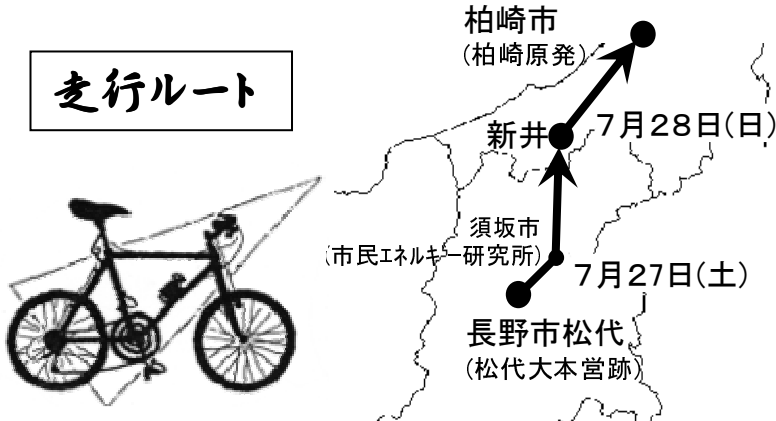 走行ルート
柏崎市
(柏崎原発)
新井
７月２８日(日)
須坂市
(市民エネルギー研究所)
７月２７日(土)
長野市松代
(松代大本営跡)